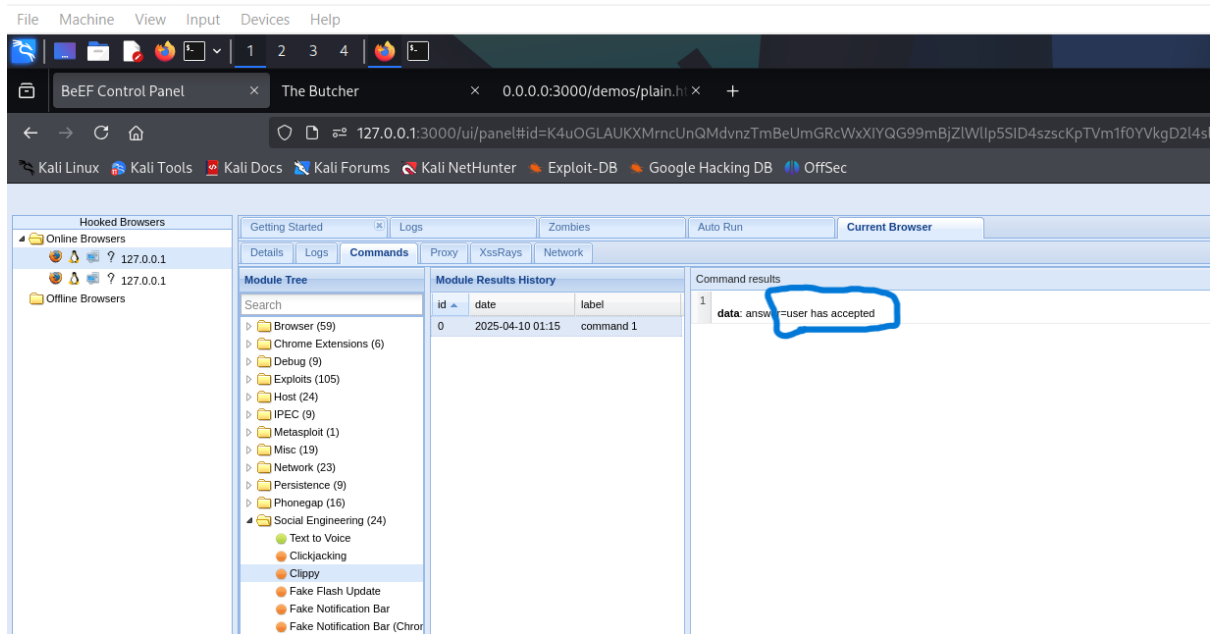 File Machine View Input Devices Help
1 2 3 4
BeEF Control Panel × The Butcher × 0.0.0.0:3000/demos/plain.ht × +
127.0.0.1:3000/ui/panel#id=K4uOGLAUKXMrncUnQMdvnzTmBeUmGRcWxXIYQG99mBjZlWlIp5SID4szscKpTVm1f0YVkgD2l4sl
Kali Linux Kali Tools Kali Docs Kali Forums Kali NetHunter Exploit-DB Google Hacking DB OffSec
Hooked Browsers
Online Browsers
? 127.0.0.1
? 127.0.0.1
Offline Browsers
Getting Started Logs Zombies Auto Run Current Browser
Details Logs Commands Proxy XssRays Network
Module Tree
Search
Browser (59)
Chrome Extensions (6)
Debug (9)
Exploits (105)
Host (24)
IPEC (9)
Metasploit (1)
Misc (19)
Network (23)
Persistence (9)
Phonegap (16)
Social Engineering (24)
Text to Voice
Clickjacking
Clippy
Fake Flash Update
Fake Notification Bar
Fake Notification Bar (Chror
Module Results History
id date label
0 2025-04-10 01:15 command 1
Command results
1
data: answer=user has accepted